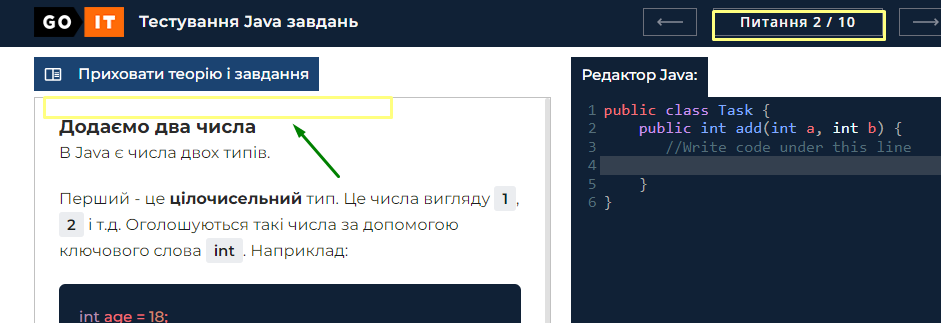 GO IT Тестування Java завдань Питання 2 / 10
Приховати теорію і завдання
Додаємо два числа
В Java є числа двох типів.
Перший - це цілочисельний тип. Це числа вигляду 1 ,
2 і т.д. Оголошуються такі числа за допомогою
ключового слова int . Наприклад:
int age = 18;
Редактор Java:
1 public class Task {
2 public int add(int a, int b) {
3 //Write code under this line
4
5 }
6 }